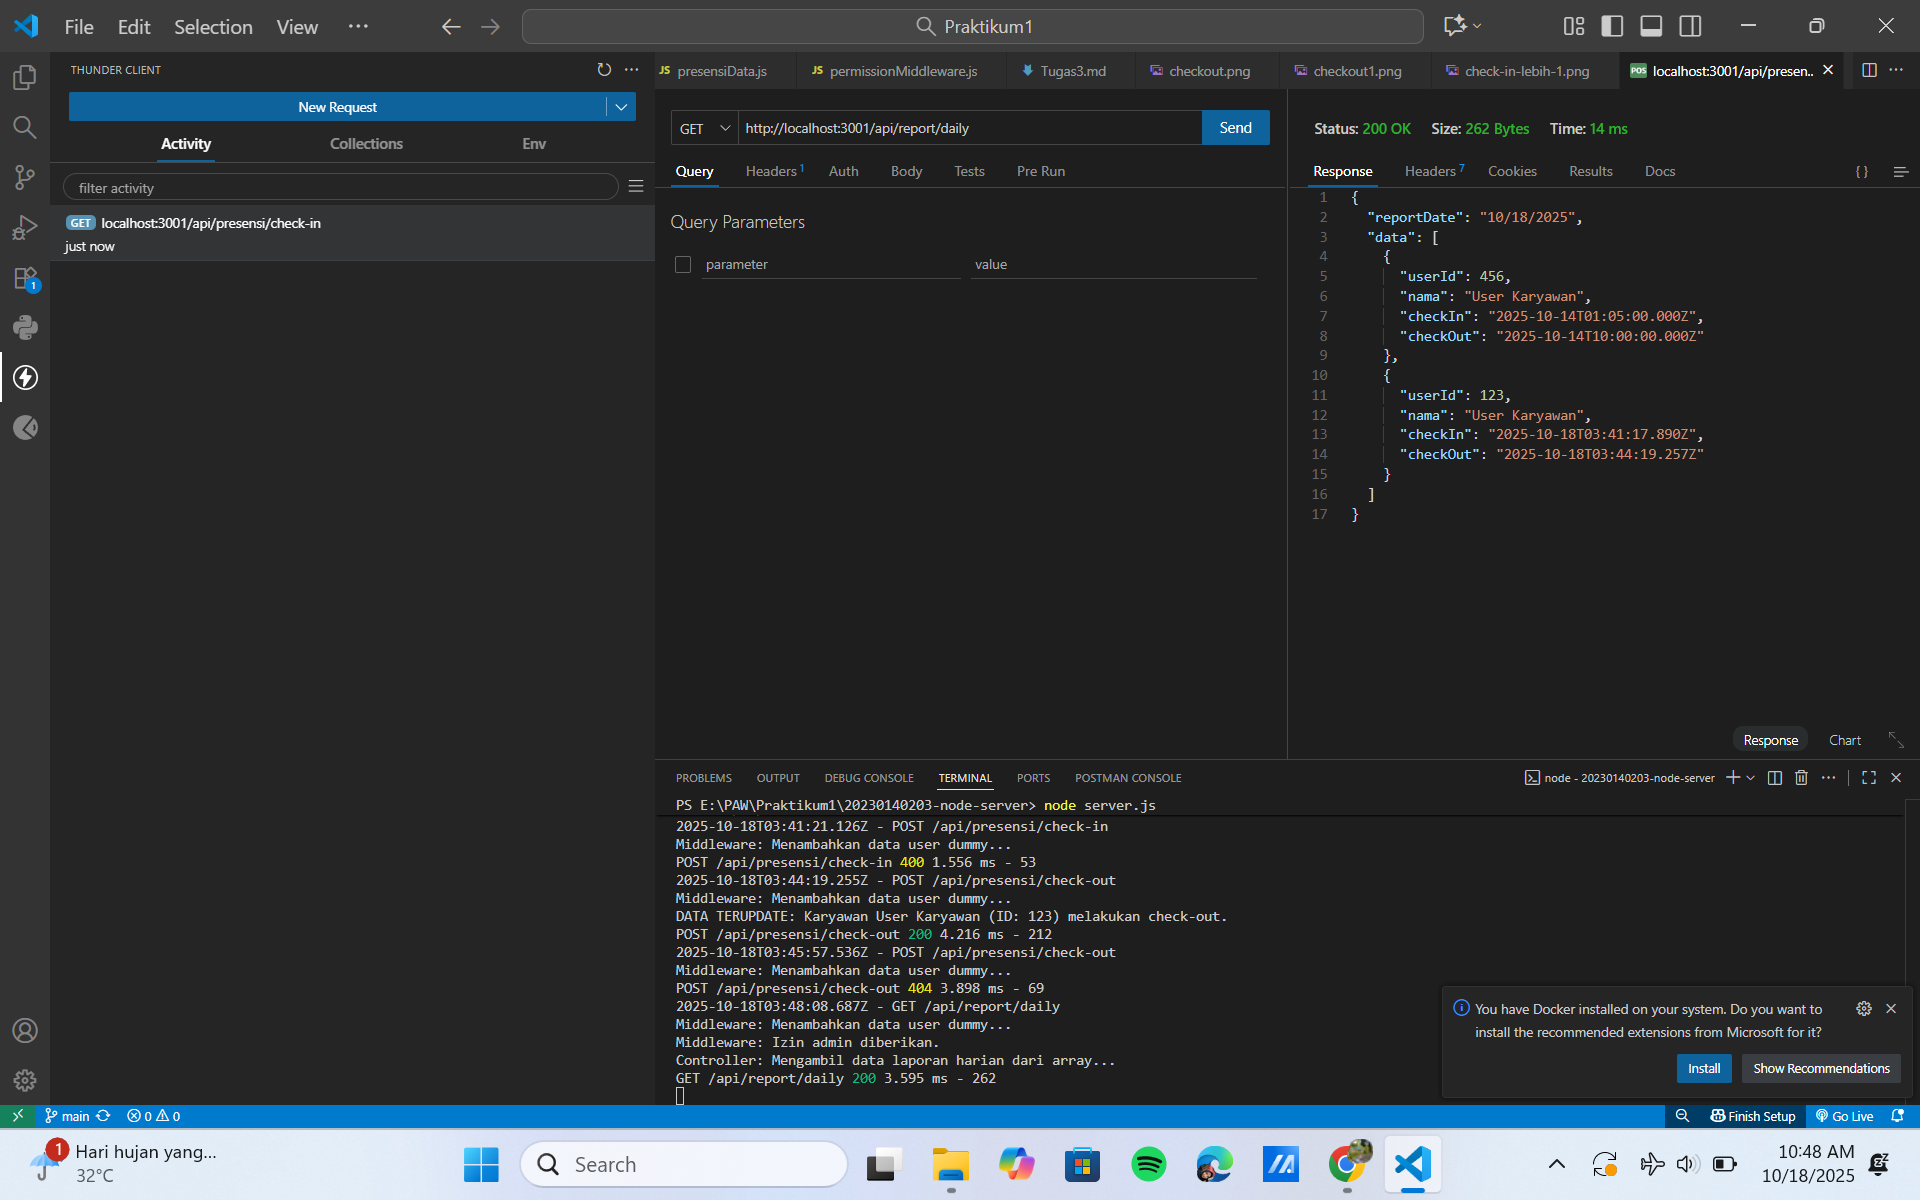 File Edit Selection View ···
Praktikum1
THUNDER CLIENT
New Request
Activity Collections Env
filter activity
GET localhost:3001/api/presensi/check-in
just now
JS presensiData.js JS permissionMiddleware.js Tugas3.md checkout.png checkout1.png check-in-lebih-1.png POS localhost:3001/api/presen..
GET http://localhost:3001/api/report/daily Send
Query Headers 1 Auth Body Tests Pre Run
Query Parameters
parameter value
Status: 200 OK Size: 262 Bytes Time: 14 ms
Response Headers 7 Cookies Results Docs { }
1 {
2 "reportDate": "10/18/2025",
3 "data": [
4 {
5 "userId": 456,
6 "nama": "User Karyawan",
7 "checkIn": "2025-10-14T01:05:00.000Z",
8 "checkOut": "2025-10-14T10:00:00.000Z"
9 },
10 {
11 "userId": 123,
12 "nama": "User Karyawan",
13 "checkIn": "2025-10-18T03:41:17.890Z",
14 "checkOut": "2025-10-18T03:44:19.257Z"
15 }
16 ]
17 }
Response Chart
PROBLEMS OUTPUT DEBUG CONSOLE TERMINAL PORTS POSTMAN CONSOLE
node - 20230140203-node-server
PS E:\PAW\Praktikum1\20230140203-node-server> node server.js
2025-10-18T03:41:21.126Z - POST /api/presensi/check-in
Middleware: Menambahkan data user dummy...
POST /api/presensi/check-in 400 1.556 ms - 53
2025-10-18T03:44:19.255Z - POST /api/presensi/check-out
Middleware: Menambahkan data user dummy...
DATA TERUPDATE: Karyawan User Karyawan (ID: 123) melakukan check-out.
POST /api/presensi/check-out 200 4.216 ms - 212
2025-10-18T03:45:57.536Z - POST /api/presensi/check-out
Middleware: Menambahkan data user dummy...
POST /api/presensi/check-out 404 3.898 ms - 69
2025-10-18T03:48:08.687Z - GET /api/report/daily
Middleware: Menambahkan data user dummy...
Middleware: Izin admin diberikan.
Controller: Mengambil data laporan harian dari array...
GET /api/report/daily 200 3.595 ms - 262
You have Docker installed on your system. Do you want to
install the recommended extensions from Microsoft for it?
Install Show Recommendations
1
main 0 0
Finish Setup Go Live
1 Hari hujan yang...
32°C
Search
10:48 AM
10/18/2025